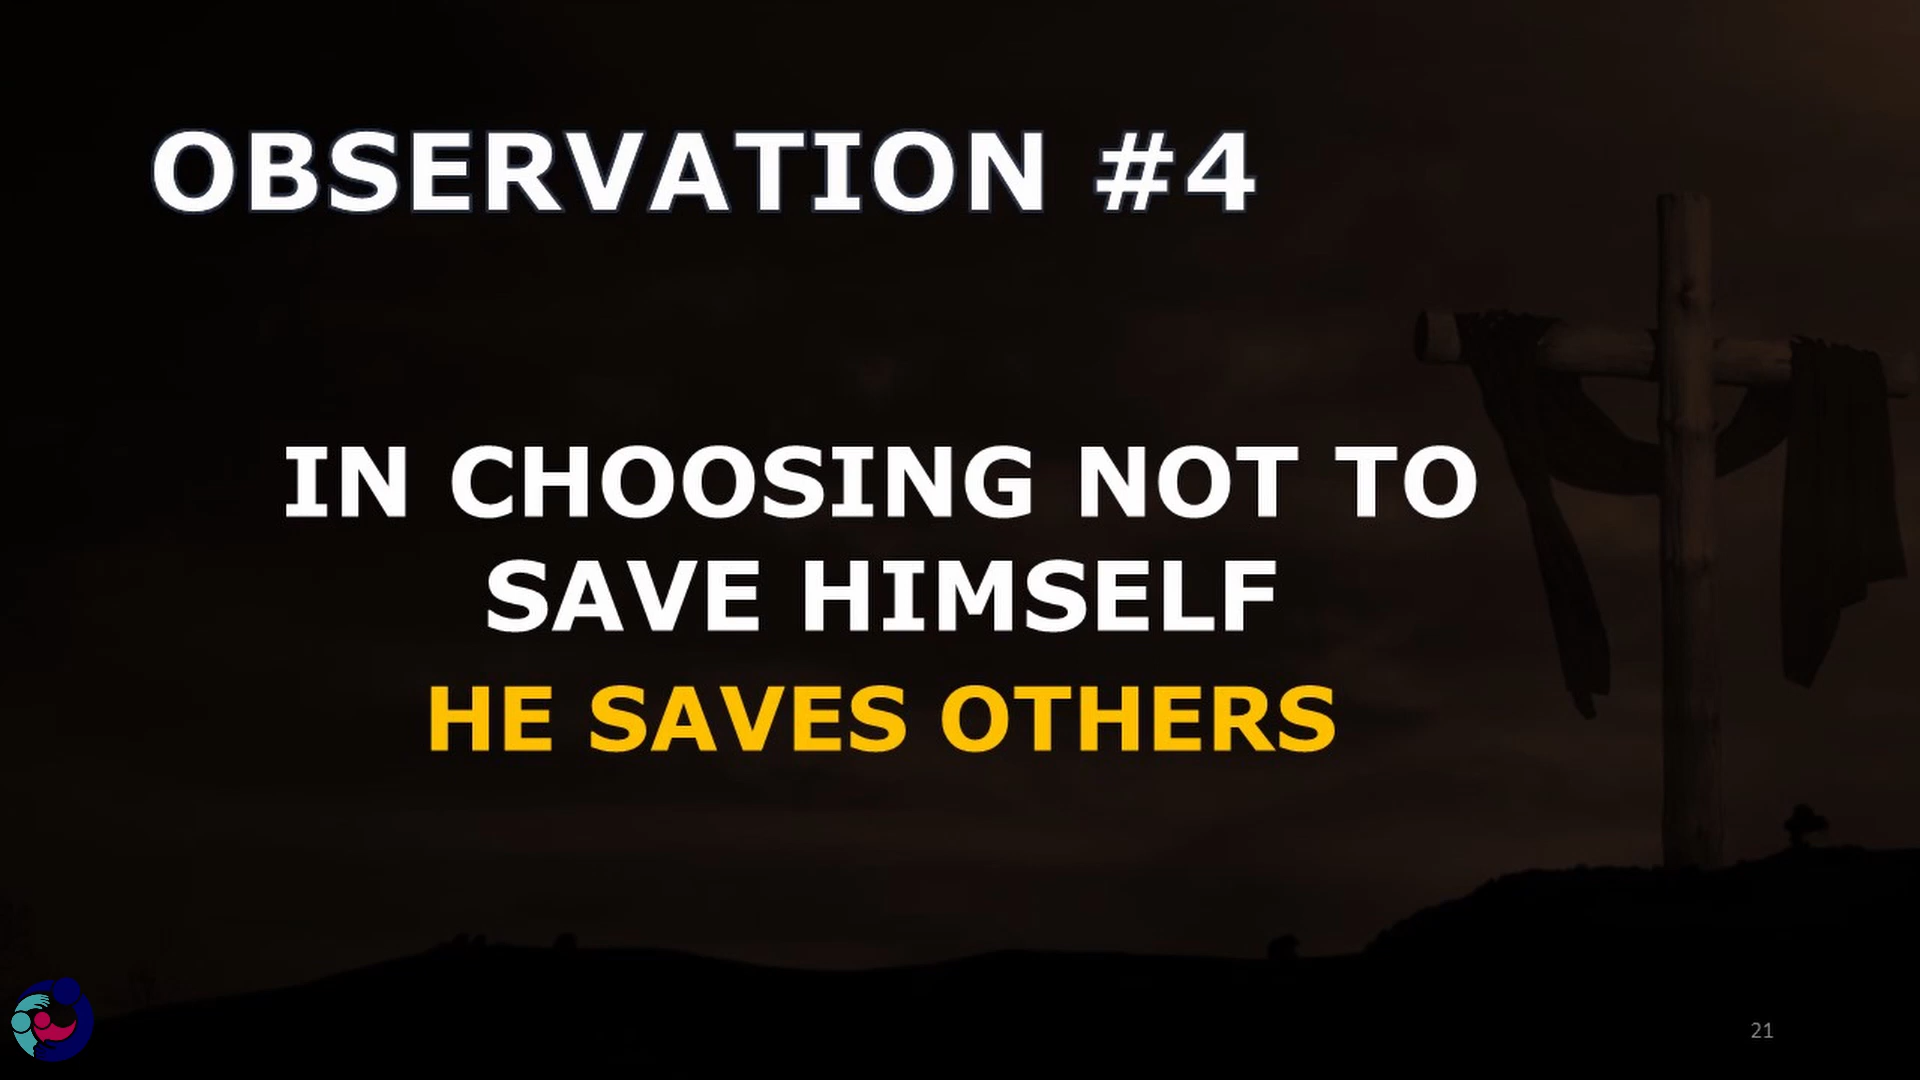 OBSERVATION #4
IN CHOOSING NOT TO
SAVE HIMSELF
HE SAVES OTHERS
21